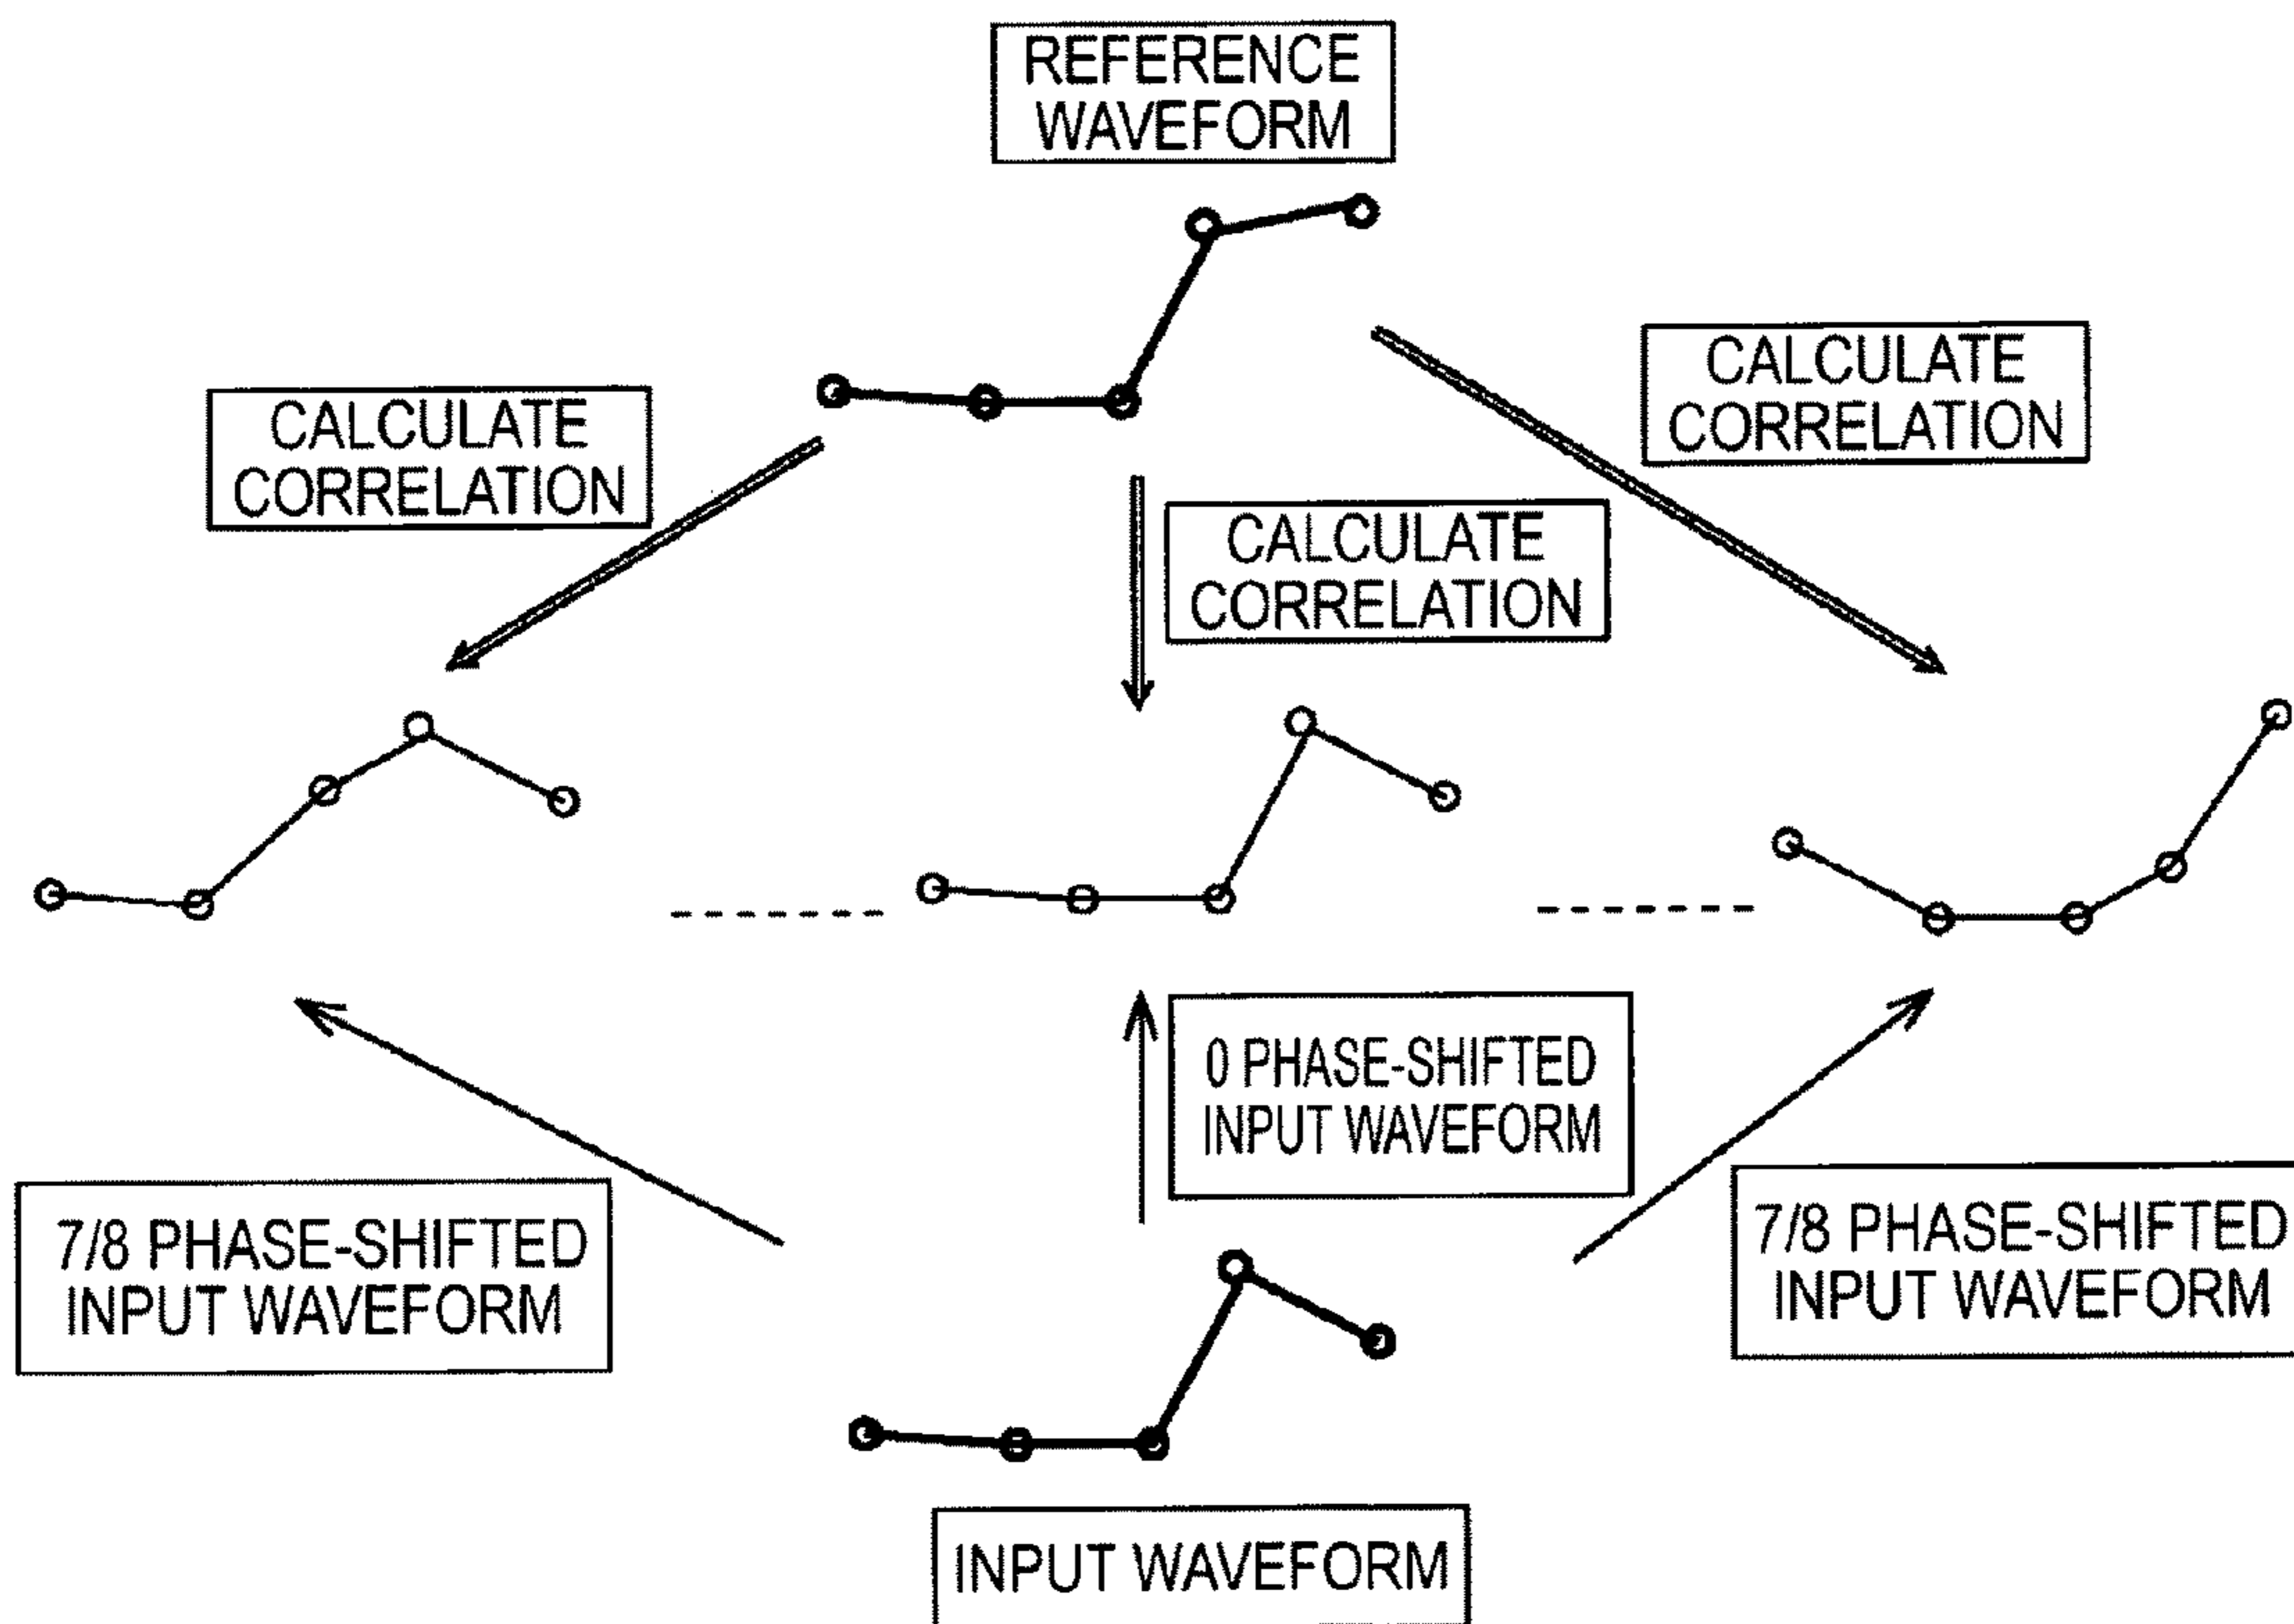 REFERENCE
WAVEFORM
CALCULATE
CORRELATION
CALCULATE
CORRELATION
CALCULATE
CORRELATION
0 PHASE-SHIFTED
INPUT WAVEFORM
7/8 PHASE-SHIFTED
INPUT WAVEFORM
7/8 PHASE-SHIFTED
INPUT WAVEFORM
INPUT WAVEFORM